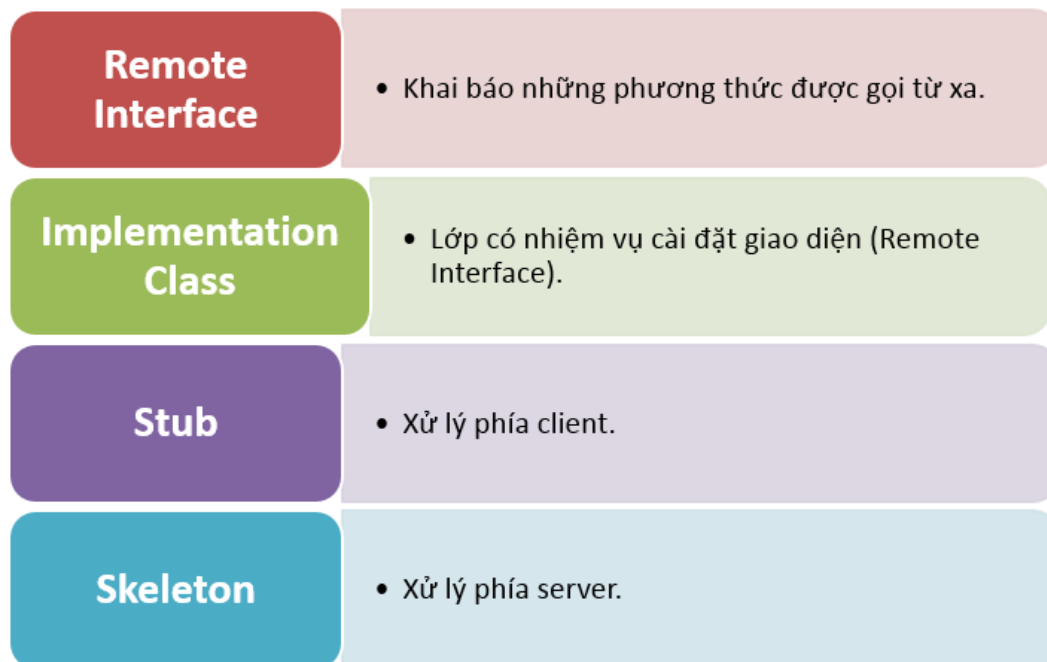 Remote
Interface
• Khai báo những phương thức được gọi từ xa.
Implementation
Class
• Lớp có nhiệm vụ cài đặt giao diện (Remote
Interface).
Stub
• Xử lý phía client.
Skeleton
• Xử lý phía server.